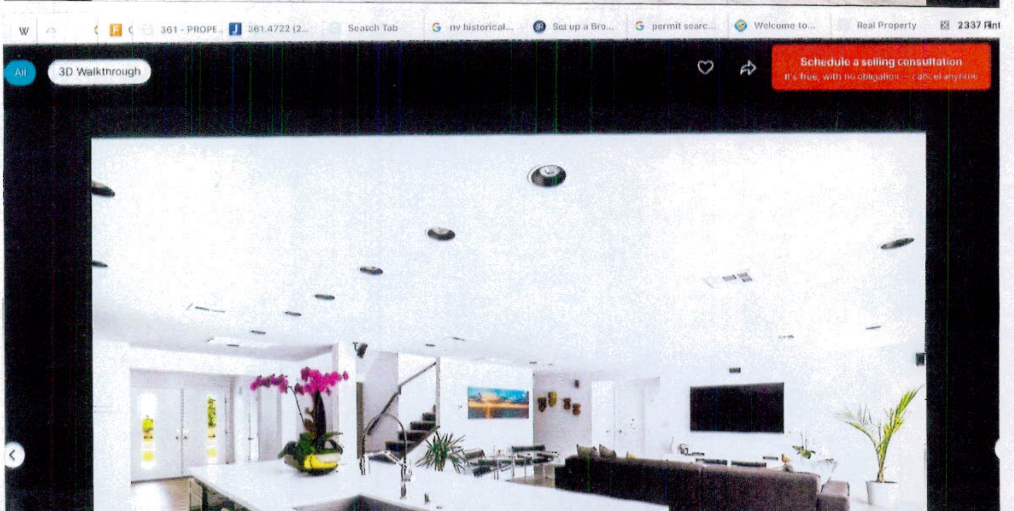 W F 361 - PROPE... J 361.4722 (2... Search Tab G nv historical... Set up a Bro... G permit searc... Welcome to... Real Property 2337
All 3D Walkthrough
Schedule a selling consultation
It's free, with no obligation — cancel anytime